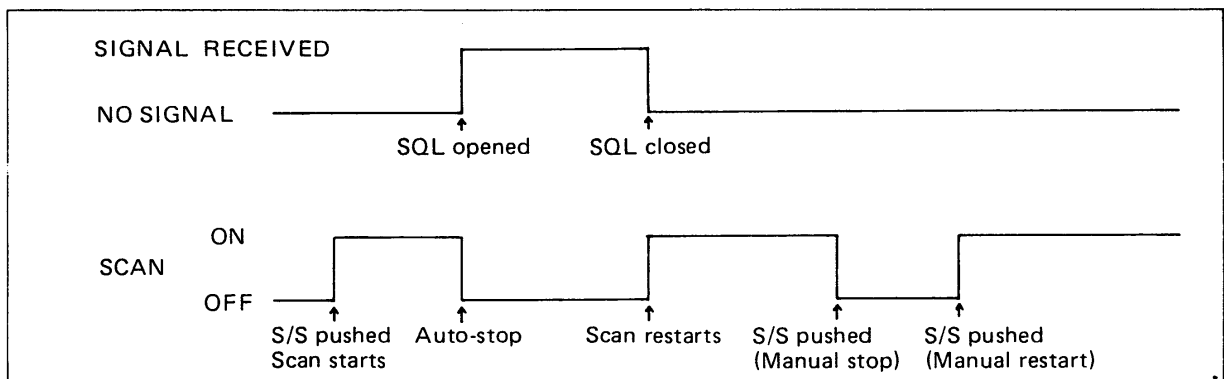 SIGNAL RECEIVED
NO SIGNAL
SQL opened
SQL closed
ON
SCAN
OFF
S/S pushed
Scan starts
Auto-stop
Scan restarts
S/S pushed
(Manual stop)
S/S pushed
(Manual restart)